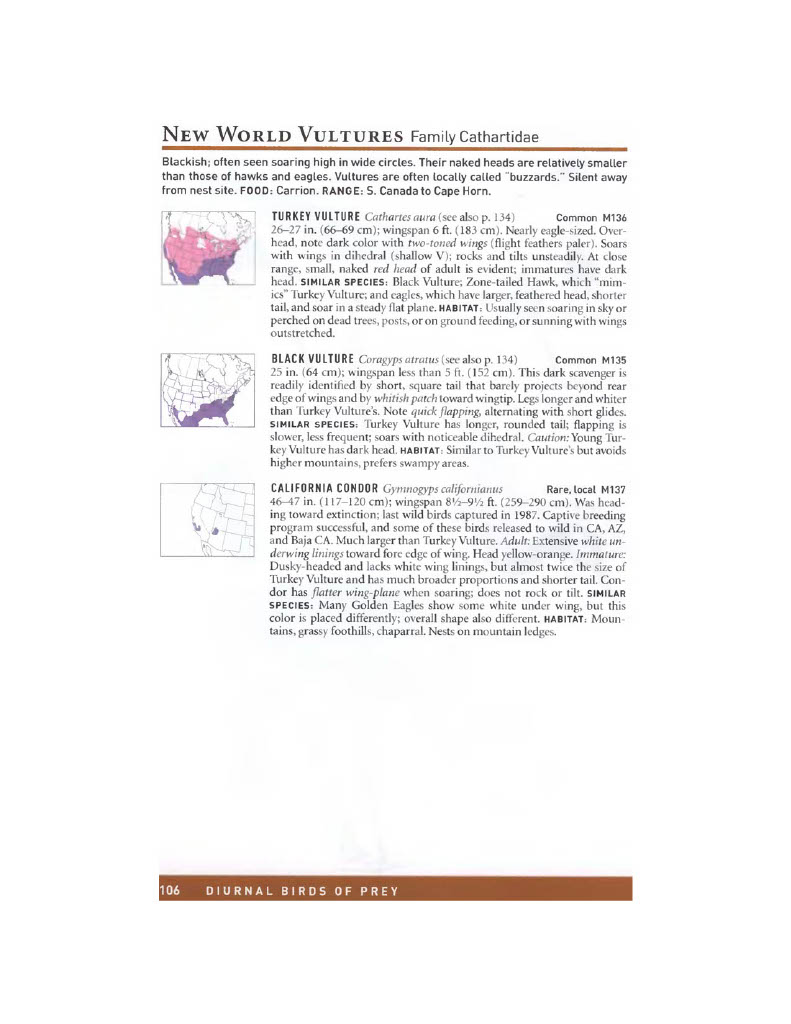 NEW WORLD VULTURES Family Cathartidae
Blackish; often seen soaring high in wide circles. Their naked heads are relatively smaller
than those of hawks and eagles. Vultures are often locally called "buzzards." Silent away
from nest site. FOOD: Carrion. RANGE: S. Canada to Cape Horn.
TURKEY VULTURE Cathartes aura (see also p. 134) Common M136
26–27 in. (66–69 cm); wingspan 6 ft. (183 cm). Nearly eagle-sized. Over-
head, note dark color with two-toned wings (flight feathers paler). Soars
with wings in dihedral (shallow V); rocks and tilts unsteadily. At close
range, small, naked red head of adult is evident; immatures have dark
head. SIMILAR SPECIES: Black Vulture; Zone-tailed Hawk, which "mim-
ics" Turkey Vulture; and eagles, which have larger, feathered head, shorter
tail, and soar in a steady flat plane. HABITAT: Usually seen soaring in sky or
perched on dead trees, posts, or on ground feeding, or sunning with wings
outstretched.
BLACK VULTURE Coragyps atratus (see also p. 134) Common M135
25 in. (64 cm); wingspan less than 5 ft. (152 cm). This dark scavenger is
readily identified by short, square tail that barely projects beyond rear
edge of wings and by whitish patch toward wingtip. Legs longer and whiter
than Turkey Vulture's. Note quick flapping, alternating with short glides.
SIMILAR SPECIES: Turkey Vulture has longer, rounded tail; flapping is
slower, less frequent; soars with noticeable dihedral. Caution: Young Tur-
key Vulture has dark head. HABITAT: Similar to Turkey Vulture's but avoids
higher mountains, prefers swampy areas.
CALIFORNIA CONDOR Gymnogyps californianus Rare, local M137
46–47 in. (117–120 cm); wingspan 8½–9½ ft. (259–290 cm). Was head-
ing toward extinction; last wild birds captured in 1987. Captive breeding
program successful, and some of these birds released to wild in CA, AZ,
and Baja CA. Much larger than Turkey Vulture. Adult: Extensive white un-
derwing linings toward fore edge of wing. Head yellow-orange. Immature:
Dusky-headed and lacks white wing linings, but almost twice the size of
Turkey Vulture and has much broader proportions and shorter tail. Con-
dor has flatter wing-plane when soaring; does not rock or tilt. SIMILAR
SPECIES: Many Golden Eagles show some white under wing, but this
color is placed differently; overall shape also different. HABITAT: Moun-
tains, grassy foothills, chaparral. Nests on mountain ledges.
106 DIURNAL BIRDS OF PREY